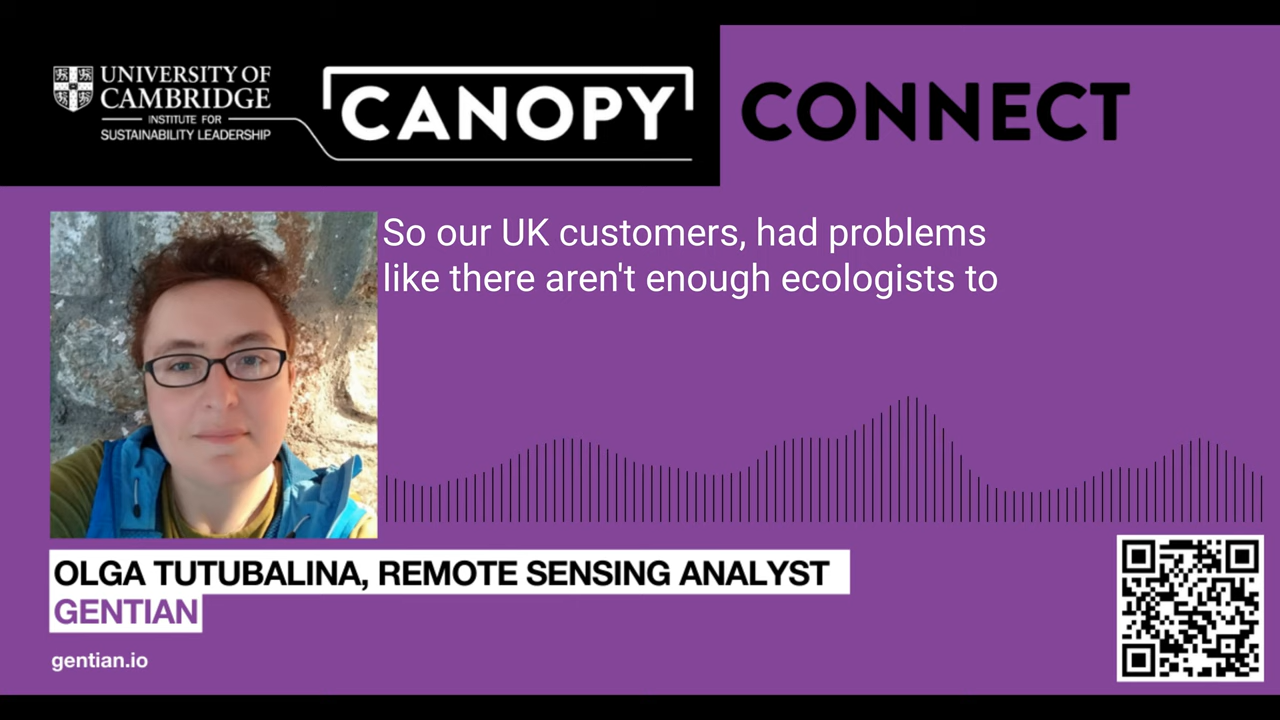 UNIVERSITY OF
CAMBRIDGE
INSTITUTE FOR
SUSTAINABILITY LEADERSHIP
CANOPY CONNECT
So our UK customers, had problems
like there aren't enough ecologists to
OLGA TUTUBALINA, REMOTE SENSING ANALYST
GENTIAN
gentian.io